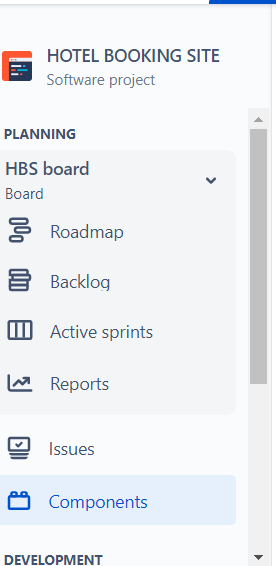 HOTEL BOOKING SITE
Software project
PLANNING
HBS board
Board
Roadmap
Backlog
Active sprints
Reports
Issues
Components
DEVELOPMENT